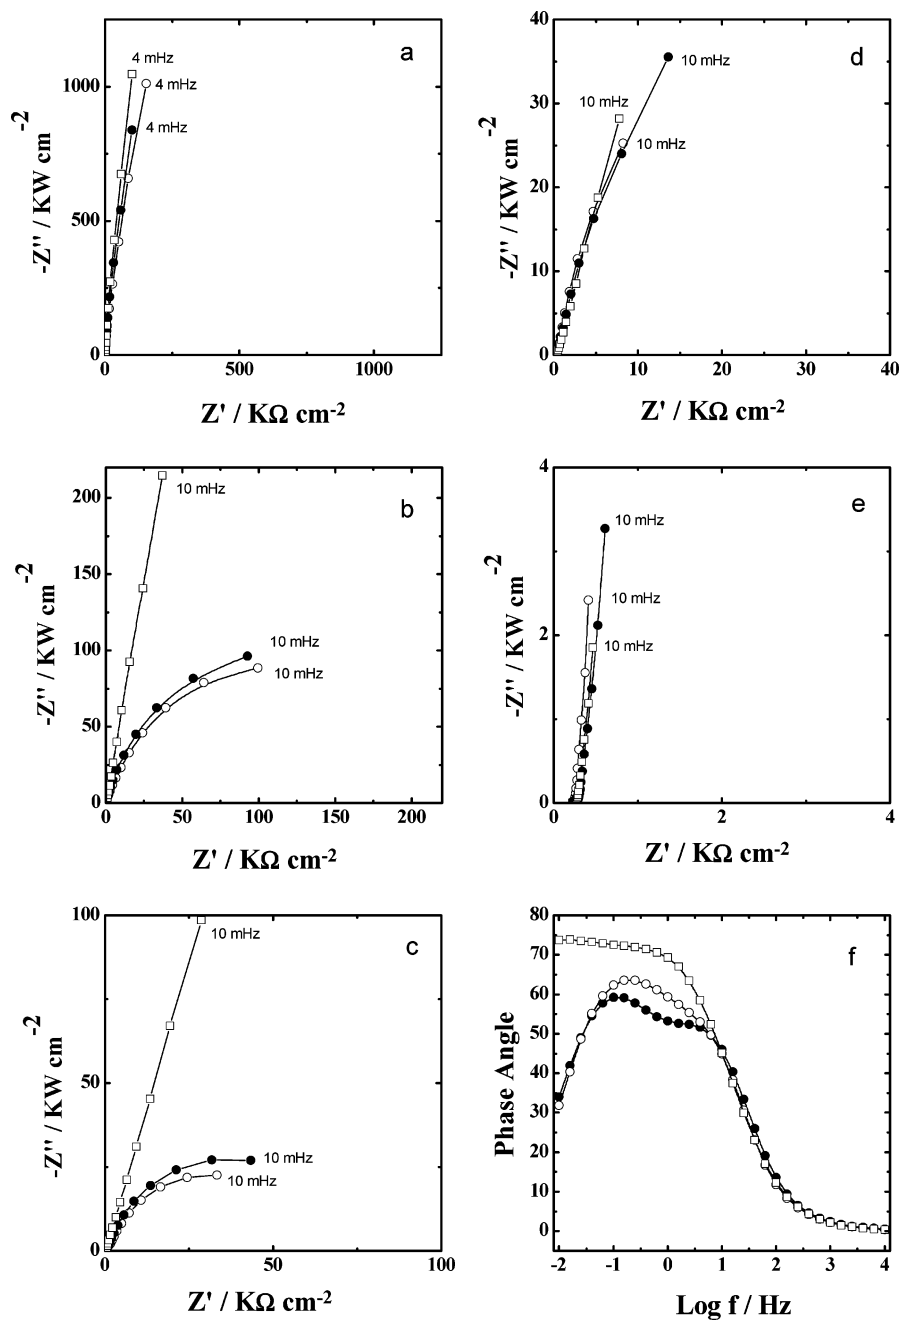 a
4 mHz
4 mHz
4 mHz
1000
500
0
0 500 1000
-Z'' / KW cm-2
Z' / KΩ cm-2
d
10 mHz
10 mHz
10 mHz
40
30
20
10
0
0 10 20 30 40
-Z'' / KW cm-2
Z' / KΩ cm-2
b
10 mHz
10 mHz
10 mHz
200
150
100
50
0
0 50 100 150 200
-Z'' / KW cm-2
Z' / KΩ cm-2
e
10 mHz
10 mHz
10 mHz
4
2
0
0 2 4
-Z'' / KW cm-2
Z' / KΩ cm-2
c
10 mHz
10 mHz
10 mHz
100
50
0
0 50 100
-Z'' / KW cm-2
Z' / KΩ cm-2
f
80
70
60
50
40
30
20
10
0
-2 -1 0 1 2 3 4
Phase Angle
Log f / Hz